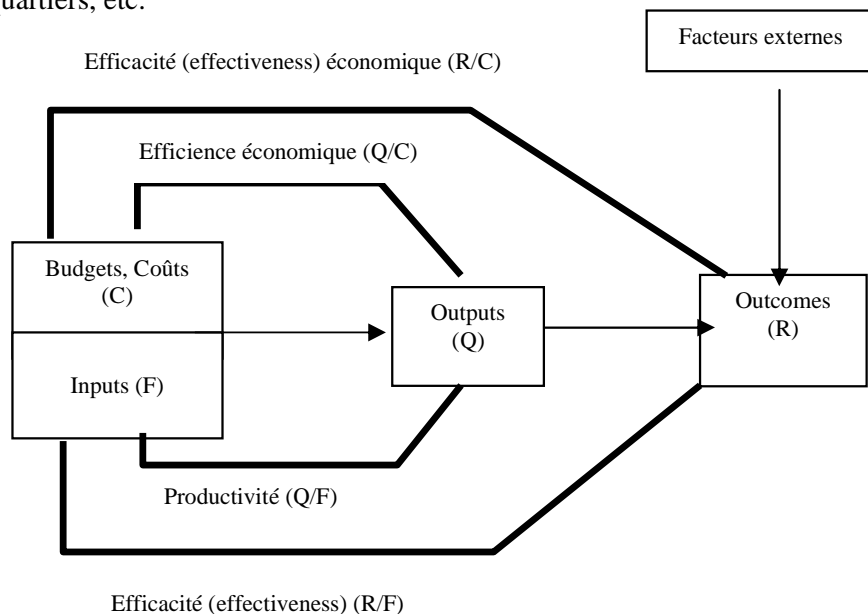 quartiers, etc.
Facteurs externes
Efficacité (effectiveness) économique (R/C)
Efficience économique (Q/C)
Budgets, Coûts
(C)
Inputs (F)
Outputs
(Q)
Outcomes
(R)
Productivité (Q/F)
Efficacité (effectiveness) (R/F)